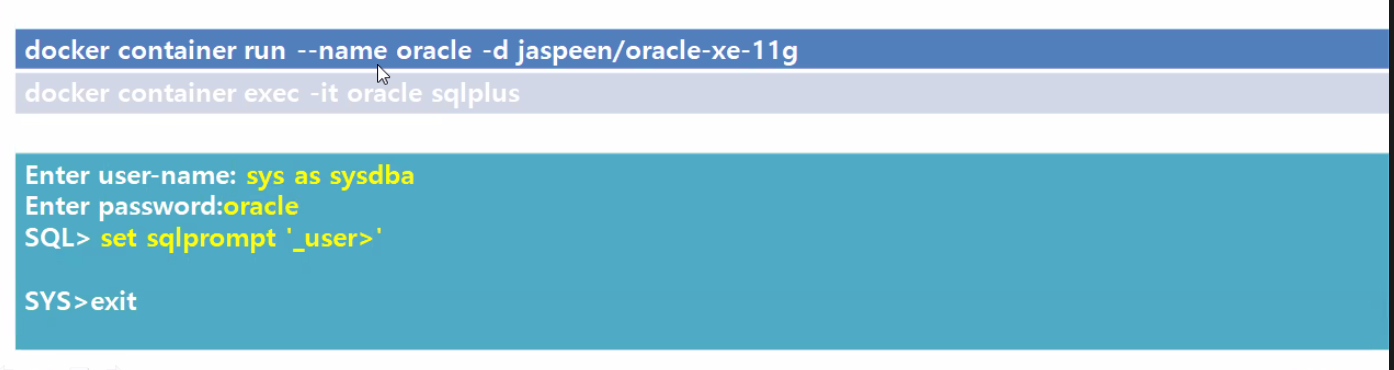 docker container run --name oracle -d jaspeen/oracle-xe-11g
docker container exec -it oracle sqlplus
Enter user-name: sys as sysdba
Enter password:oracle
SQL> set sqlprompt '_user>'
SYS>exit